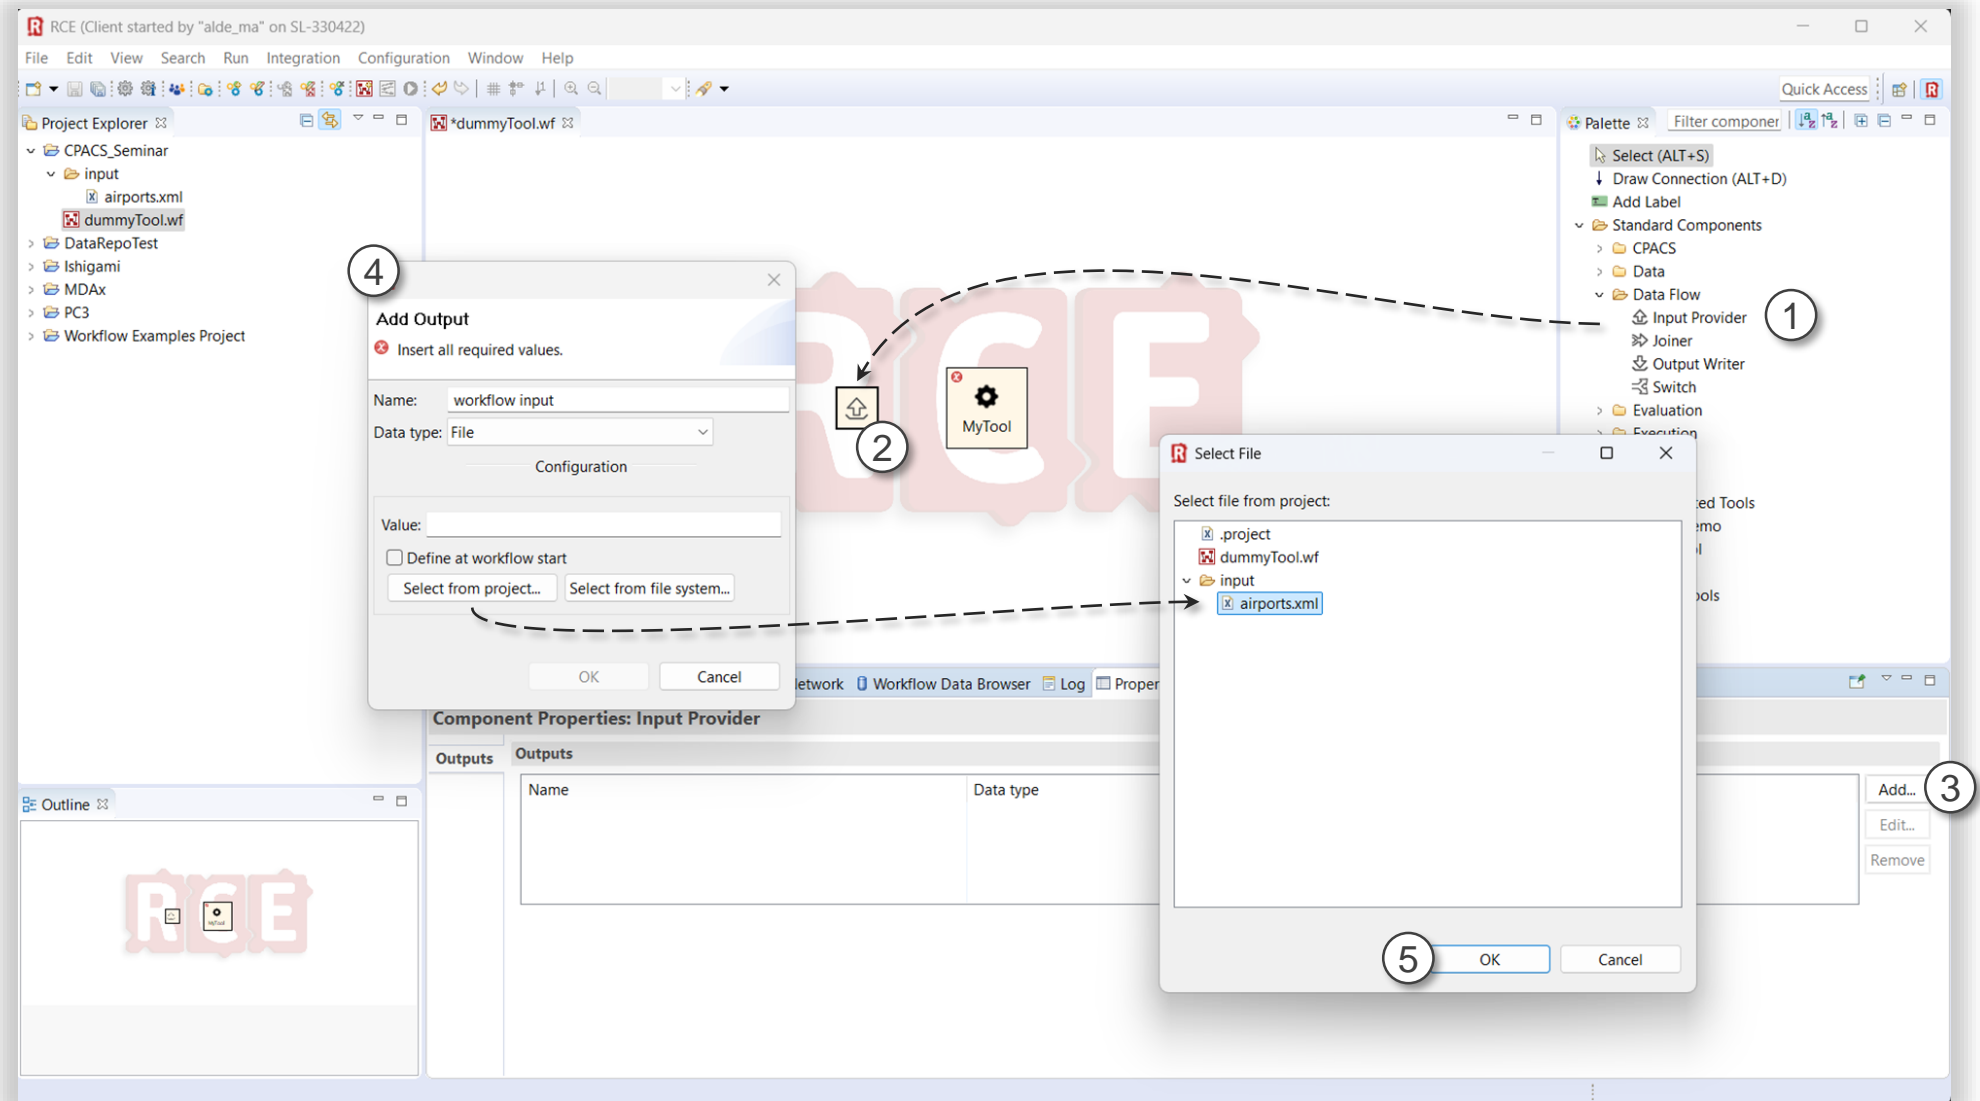 RCE (Client started by "alde_ma" on SL-330422)
File Edit View Search Run Integration Configuration Window Help
Quick Access
Project Explorer
CPACS_Seminar
input
airports.xml
dummyTool.wf
DataRepoTest
Ishigami
MDAx
PC3
Workflow Examples Project
*dummyTool.wf
RCE
2
MyTool
Palette
Filter componer
Select (ALT+S)
Draw Connection (ALT+D)
Add Label
Standard Components
CPACS
Data
Data Flow
Input Provider
1
Joiner
Output Writer
Switch
Evaluation
Execution
ed Tools
mo
l
ools
4
Add Output
Insert all required values.
Name: workflow input
Data type: File
Configuration
Value:
Define at workflow start
Select from project...
Select from file system...
OK
Cancel
Select File
Select file from project:
.project
dummyTool.wf
input
airports.xml
5
OK
Cancel
etwork
Workflow Data Browser
Log
Proper
Component Properties: Input Provider
Outputs
Outputs
Name
Data type
Add...
3
Edit...
Remove
Outline
RCE
MyTool